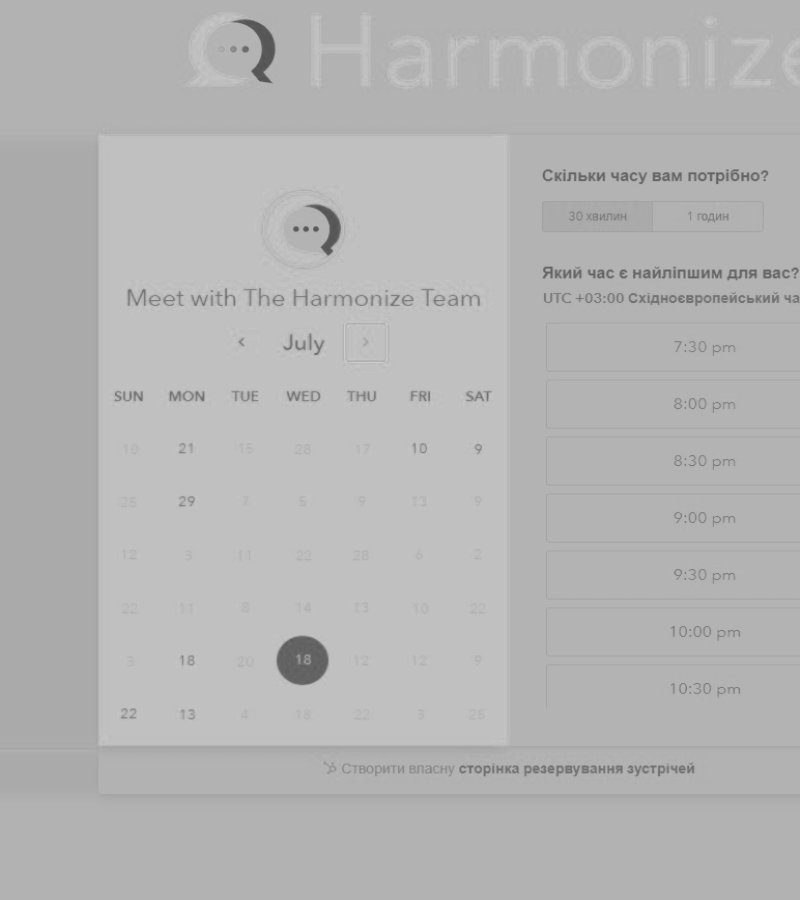 Harmonize
Meet with The Harmonize Team
July
SUN MON TUE WED THU FRI SAT
10 21 15 28 17 10 9
25 29 7 5 9 13 9
12 3 11 22 28 6 2
22 11 8 14 13 10 22
3 18 20 18 12 12 9
22 13 4 18 22 3 25
Скільки часу вам потрібно?
30 хвилин 1 годин
Який час є найліпшим для вас?
UTC +03:00 Східноєвропейський ча
7:30 pm
8:00 pm
8:30 pm
9:00 pm
9:30 pm
10:00 pm
10:30 pm
Створити власну сторінка резервування зустрічей